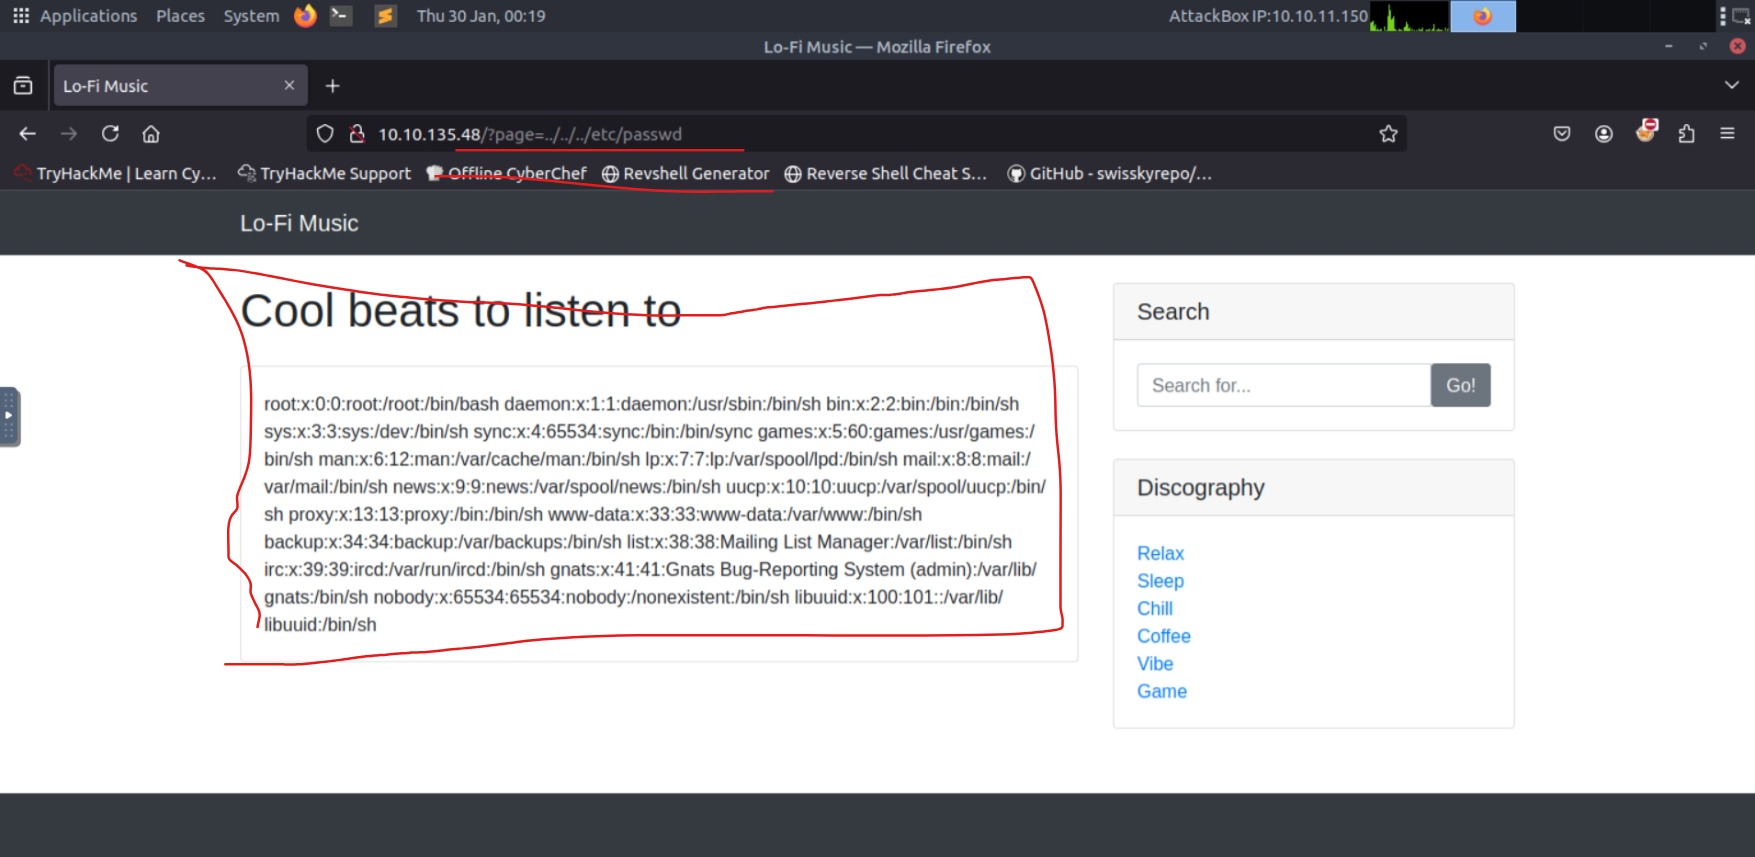 Applications Places System Thu 30 Jan, 00:19 AttackBox IP:10.10.11.150
Lo-Fi Music — Mozilla Firefox
Lo-Fi Music
10.10.135.48/?page=../../../etc/passwd
TryHackMe | Learn Cy... TryHackMe Support Offline CyberChef Revshell Generator Reverse Shell Cheat S... GitHub - swisskyrepo/...
Lo-Fi Music
Cool beats to listen to
root:x:0:0:root:/root:/bin/bash daemon:x:1:1:daemon:/usr/sbin:/bin/sh bin:x:2:2:bin:/bin:/bin/sh
sys:x:3:3:sys:/dev:/bin/sh sync:x:4:65534:sync:/bin:/bin/sync games:x:5:60:games:/usr/games:/
bin/sh man:x:6:12:man:/var/cache/man:/bin/sh lp:x:7:7:lp:/var/spool/lpd:/bin/sh mail:x:8:8:mail:/
var/mail:/bin/sh news:x:9:9:news:/var/spool/news:/bin/sh uucp:x:10:10:uucp:/var/spool/uucp:/bin/
sh proxy:x:13:13:proxy:/bin:/bin/sh www-data:x:33:33:www-data:/var/www:/bin/sh
backup:x:34:34:backup:/var/backups:/bin/sh list:x:38:38:Mailing List Manager:/var/list:/bin/sh
irc:x:39:39:ircd:/var/run/ircd:/bin/sh gnats:x:41:41:Gnats Bug-Reporting System (admin):/var/lib/
gnats:/bin/sh nobody:x:65534:65534:nobody:/nonexistent:/bin/sh libuuid:x:100:101::/var/lib/
libuuid:/bin/sh
Search
Search for... Go!
Discography
Relax
Sleep
Chill
Coffee
Vibe
Game